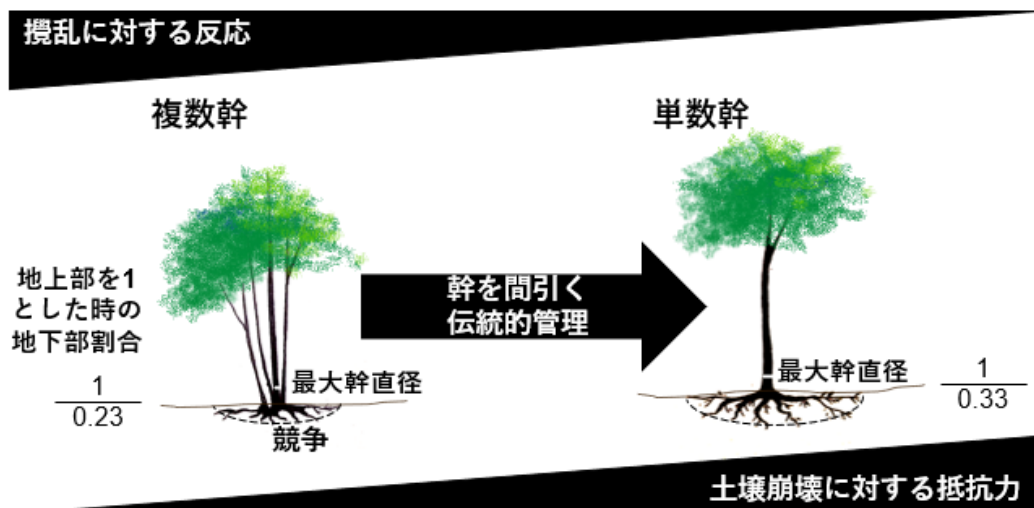 攪乱に対する反応
複数幹
単数幹
地上部を1
とした時の
地下部割合
1
0.23
幹を間引く
伝統的管理
最大幹直径
競争
最大幹直径
1
0.33
土壌崩壊に対する抵抗力